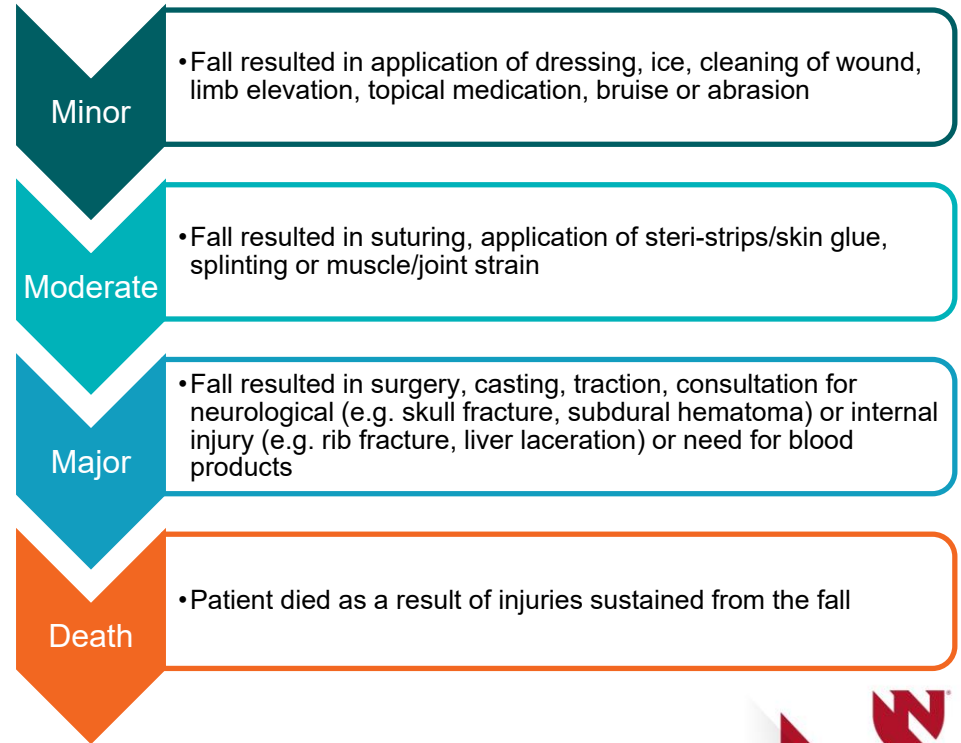 Minor
•Fall resulted in application of dressing, ice, cleaning of wound,
limb elevation, topical medication, bruise or abrasion
Moderate
•Fall resulted in suturing, application of steri-strips/skin glue,
splinting or muscle/joint strain
Major
•Fall resulted in surgery, casting, traction, consultation for
neurological (e.g. skull fracture, subdural hematoma) or internal
injury (e.g. rib fracture, liver laceration) or need for blood
products
Death
•Patient died as a result of injuries sustained from the fall
N